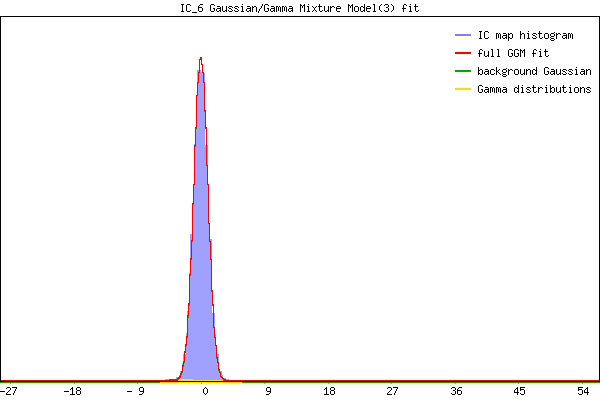 IC_6 Gaussian/Gamma Mixture Model(3) fit
IC map histogram
full GGM fit
background Gaussian
Gamma distributions
-27 -18 - 9 0 9 18 27 36 45 54